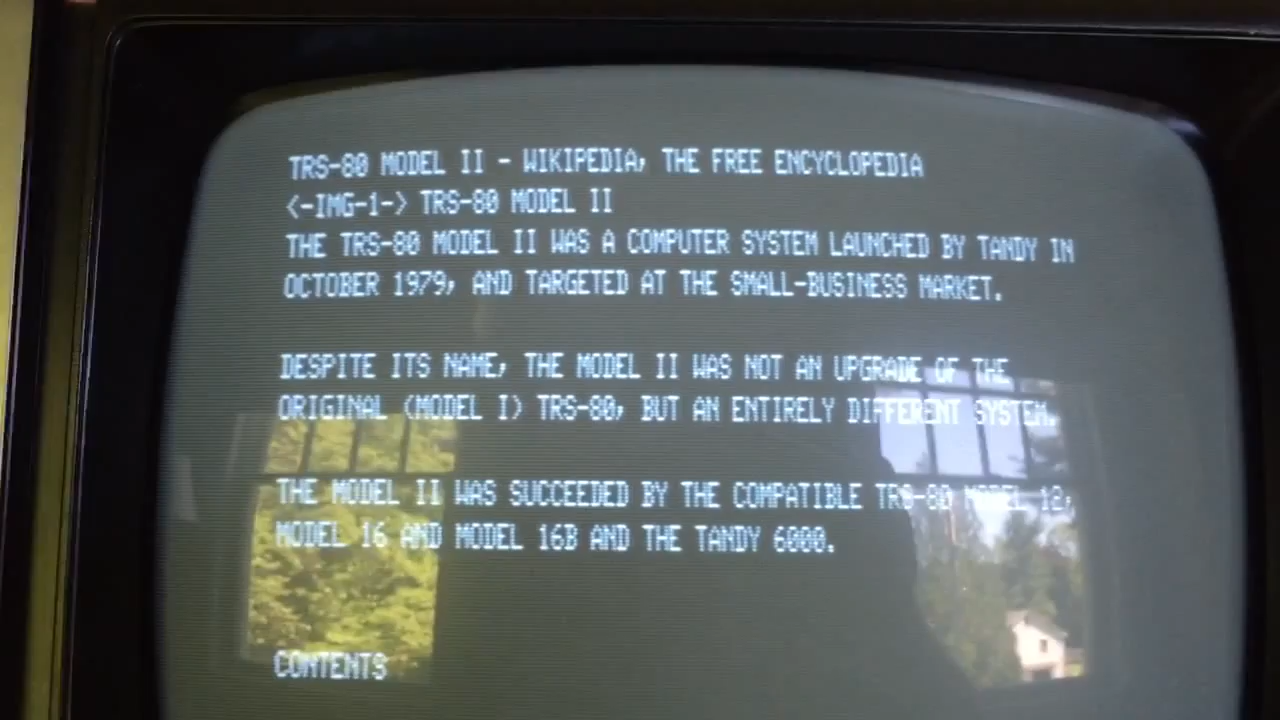 TRS-80 MODEL II - WIKIPEDIA, THE FREE ENCYCLOPEDIA
<-IMG-1-> TRS-80 MODEL II
THE TRS-80 MODEL II WAS A COMPUTER SYSTEM LAUNCHED BY TANDY IN
OCTOBER 1979, AND TARGETED AT THE SMALL-BUSINESS MARKET.
DESPITE ITS NAME, THE MODEL II WAS NOT AN UPGRADE OF THE
ORIGINAL (MODEL I) TRS-80, BUT AN ENTIRELY DIFFERENT SYSTEM.
THE MODEL II WAS SUCCEEDED BY THE COMPATIBLE TRS-80 MODEL 12,
MODEL 16 AND MODEL 16B AND THE TANDY 6000.
CONTENTS